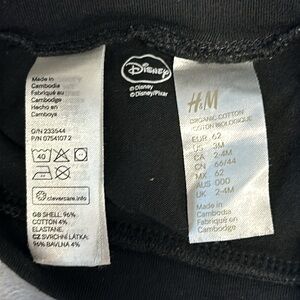 Made in
Cambodia
Fabriqué au
Cambodge
Hecho en
Camboya
O/N 233544
P/N 0754107 2
40
clevercare.info
GB SHELL: 96%
COTTON 4%
ELASTANE.
CZ SVRŠEK/LÁTKA:
96% BAVLNA 4%
Disney
©Disney
©Disney/Pixar
H&M
ORGANIC COTTON
COTON BIOLOGIQUE
EUR 62
US 3M
CA 2-4M
CN 66/44
MX 62
AUS 000
UK 2-4M
Made in
Cambodia
Fabriqué au
Cambodge